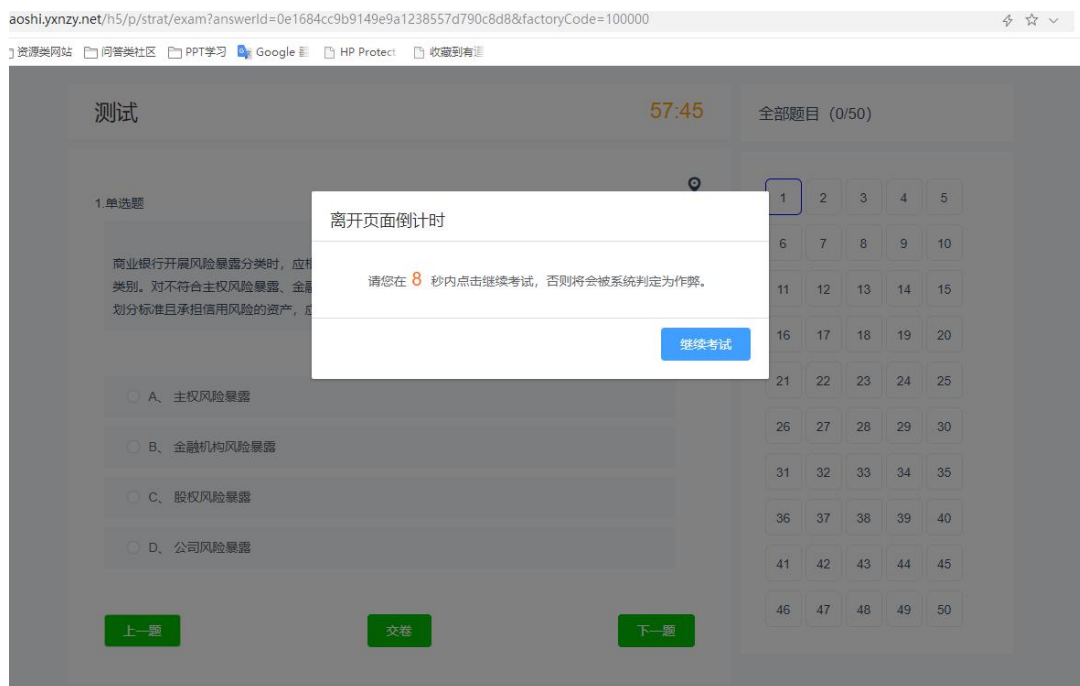 aoshi.yxnzy.net/h5/p/strat/exam?answerId=0e1684cc9b9149e9a1238557d790c8d8&factoryCode=100000
资源类网站 问答类社区 PPT学习 Google HP Protect 收藏到有
测试 57:45
全部题目（0/50）
1.单选题
离开页面倒计时
商业银行开展风险暴露分类时，应
类别。对不符合主权风险暴露、金
划分标准且承担信用风险的资产，
请您在 8 秒内点击继续考试，否则将会被系统判定为作弊。
继续考试
A、 主权风险暴露
B、 金融机构风险暴露
C、 股权风险暴露
D、 公司风险暴露
上一题 交卷 下一题
1 2 3 4 5
6 7 8 9 10
11 12 13 14 15
16 17 18 19 20
21 22 23 24 25
26 27 28 29 30
31 32 33 34 35
36 37 38 39 40
41 42 43 44 45
46 47 48 49 50